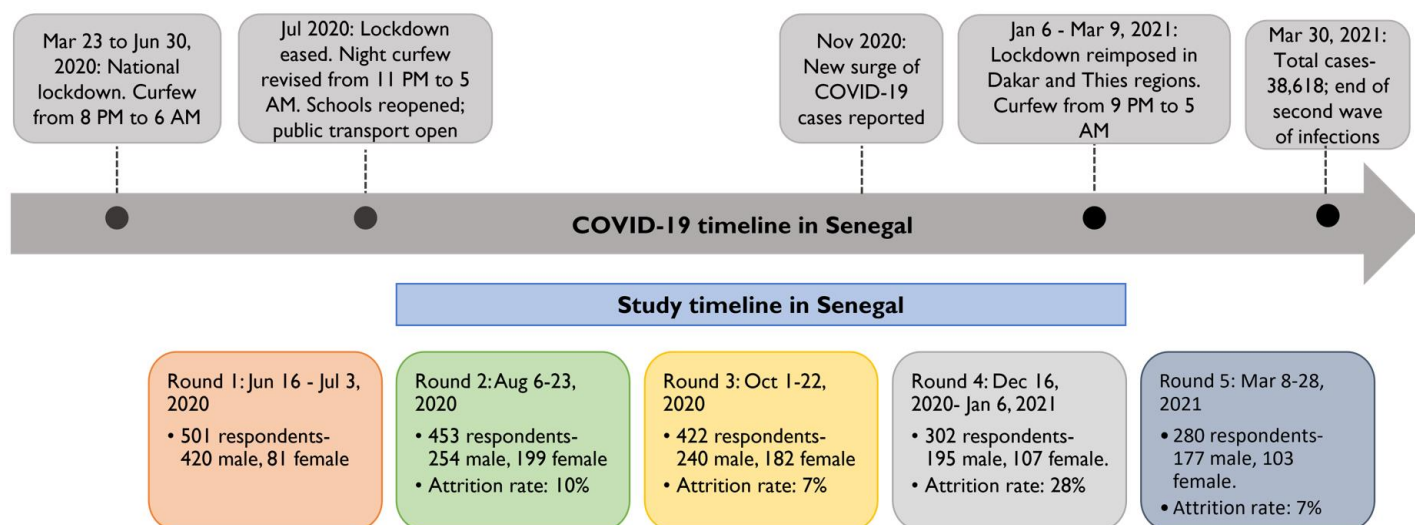 Mar 23 to Jun 30,
2020: National
lockdown. Curfew
from 8 PM to 6 AM
Jul 2020: Lockdown
eased. Night curfew
revised from 11 PM to 5
AM. Schools reopened;
public transport open
Nov 2020:
New surge of
COVID-19
cases reported
Jan 6 - Mar 9, 2021:
Lockdown reimposed in
Dakar and Thies regions.
Curfew from 9 PM to 5
AM
Mar 30, 2021:
Total cases-
38,618; end of
second wave
of infections
COVID-19 timeline in Senegal
Study timeline in Senegal
Round 1: Jun 16 - Jul 3,
2020
• 501 respondents-
420 male, 81 female
Round 2: Aug 6-23,
2020
• 453 respondents-
254 male, 199 female
• Attrition rate: 10%
Round 3: Oct 1-22,
2020
• 422 respondents-
240 male, 182 female
• Attrition rate: 7%
Round 4: Dec 16,
2020- Jan 6, 2021
• 302 respondents-
195 male, 107 female.
• Attrition rate: 28%
Round 5: Mar 8-28,
2021
• 280 respondents-
177 male, 103
female.
• Attrition rate: 7%